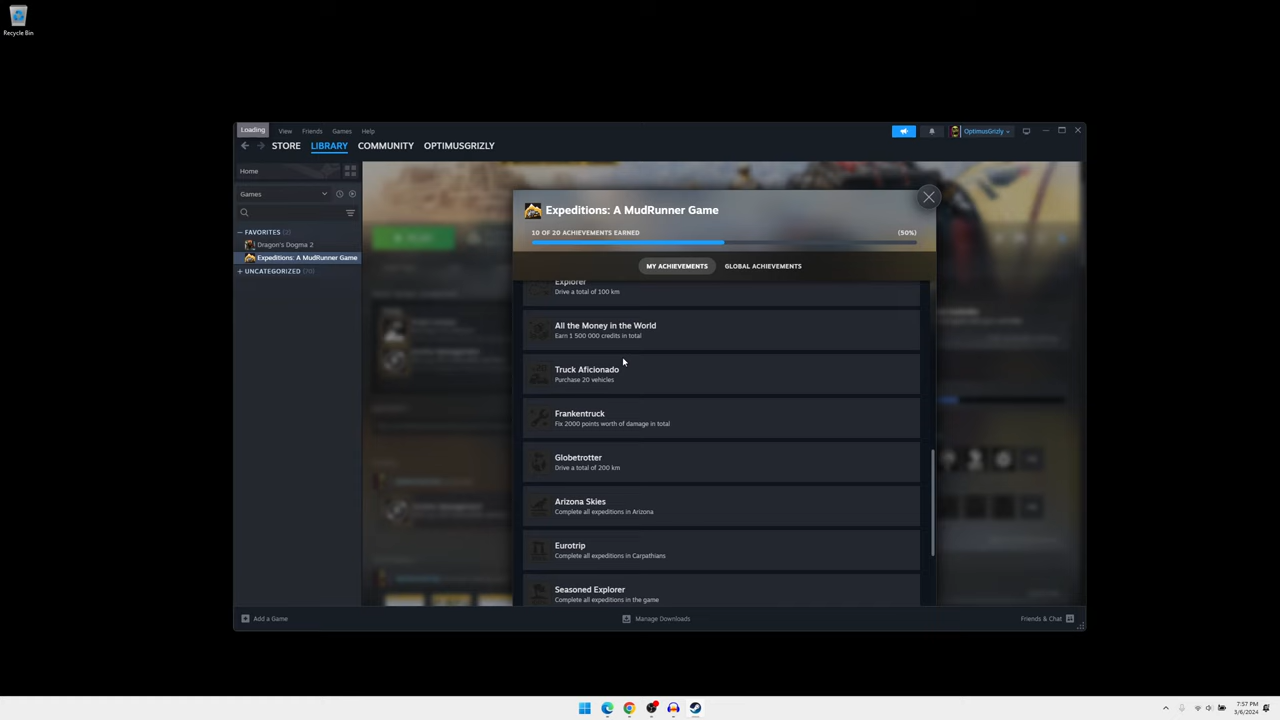 Recycle Bin
Loading
View
Friends
Games
Help
OptimusGrizly
STORE
LIBRARY
COMMUNITY
OPTIMUSGRIZLY
Home
Games
FAVORITES (2)
Dragon's Dogma 2
Expeditions: A MudRunner Game
UNCATEGORIZED
Expeditions: A MudRunner Game
10 OF 20 ACHIEVEMENTS EARNED
(50%)
MY ACHIEVEMENTS
GLOBAL ACHIEVEMENTS
Explorer
Drive a total of 100 km
All the Money in the World
Earn 1 500 000 credits in total
Truck Aficionado
Purchase 20 vehicles
Frankentruck
Fix 2000 points worth of damage in total
Globetrotter
Drive a total of 200 km
Arizona Skies
Complete all expeditions in Arizona
Eurotrip
Complete all expeditions in Carpathians
Seasoned Explorer
Complete all expeditions in the game
Add a Game
Manage Downloads
Friends & Chat
7:57 PM
3/6/2024